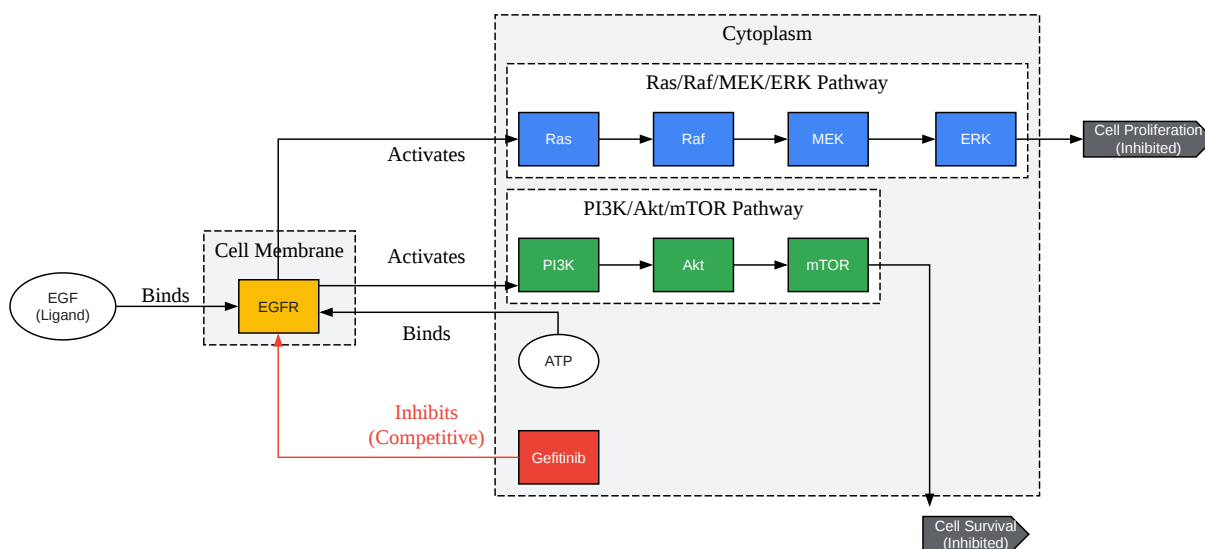 Cytoplasm
Ras/Raf/MEK/ERK Pathway
Ras
Raf
MEK
ERK
Cell Proliferation
(Inhibited)
Activates
PI3K/Akt/mTOR Pathway
Cell Membrane
Activates
PI3K
Akt
mTOR
EGF
(Ligand)
Binds
EGFR
Binds
ATP
Inhibits
(Competitive)
Gefitinib
Cell Survival
(Inhibited)